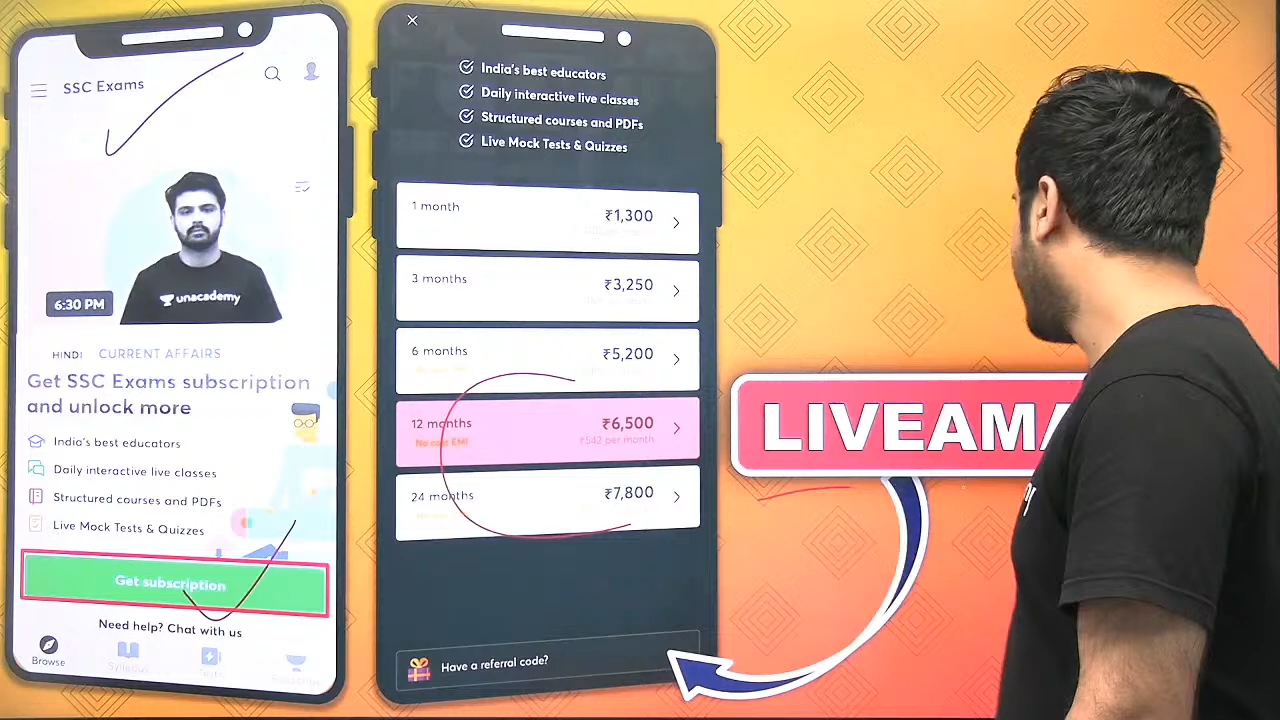 SSC Exams
unacademy
6:30 PM
HINDI CURRENT AFFAIRS
Get SSC Exams subscription
and unlock more
India's best educators
Daily interactive live classes
Structured courses and PDFs
Live Mock Tests & Quizzes
Get subscription
Need help? Chat with us
Browse
India's best educators
Daily interactive live classes
Structured courses and PDFs
Live Mock Tests & Quizzes
1 month ₹1,300
3 months ₹3,250
6 months ₹5,200
12 months ₹6,500
No cost EMI ₹542 per month
24 months ₹7,800
Have a referral code?
LIVEAMA